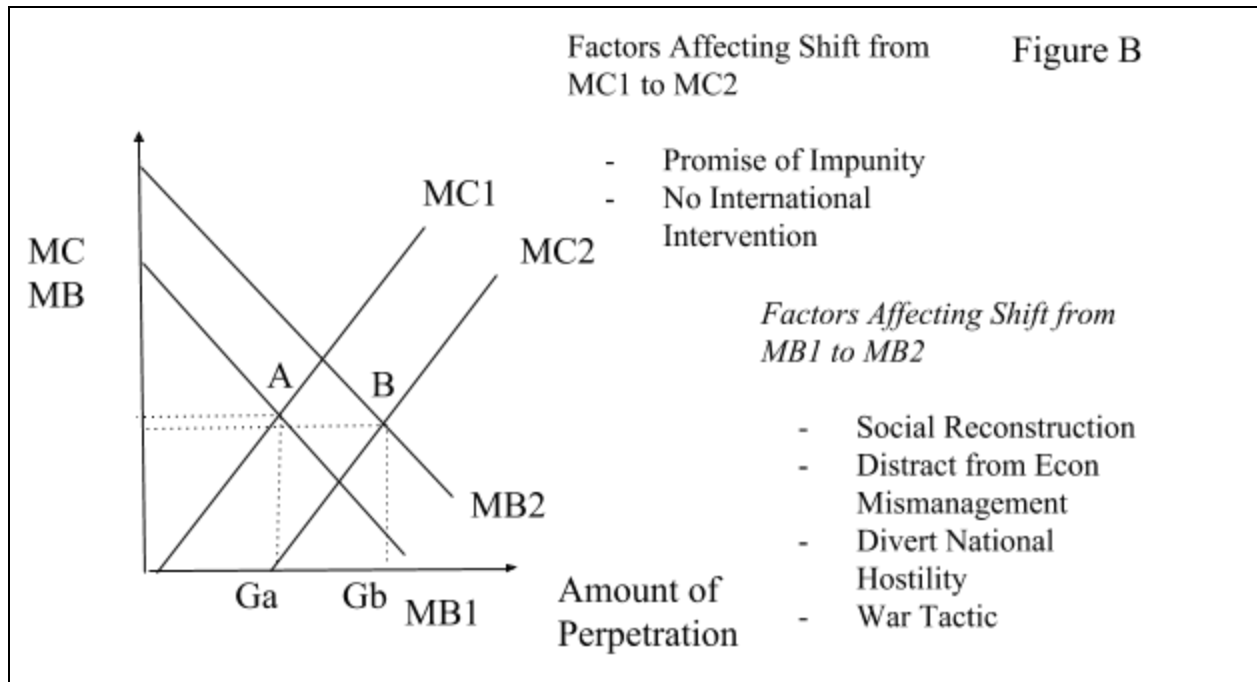 Factors Affecting Shift from
MC1 to MC2
Figure B
- Promise of Impunity
- No International
Intervention
MC1
MC2
MC
MB
Factors Affecting Shift from
MB1 to MB2
A
B
- Social Reconstruction
- Distract from Econ
Mismanagement
- Divert National
Hostility
- War Tactic
MB2
Ga
Gb
MB1
Amount of
Perpetration